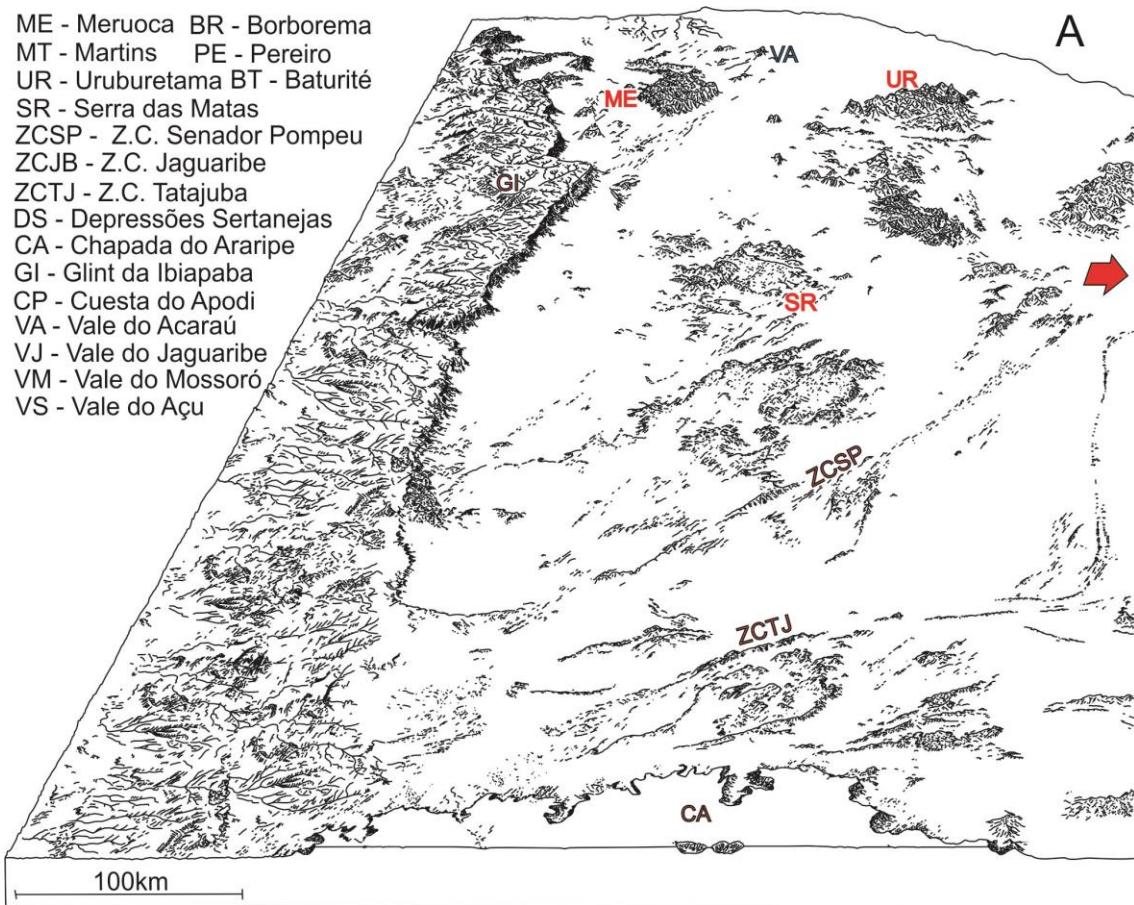 ME - Meruoca BR - Borborema
MT - Martins PE - Pereiro
UR - Uruburetama BT - Baturité
SR - Serra das Matas
ZCSP - Z.C. Senador Pompeu
ZCJB - Z.C. Jaguaribe
ZCTJ - Z.C. Tatajuba
DS - Depressões Sertanejas
CA - Chapada do Araripe
GI - Glint da Ibiapaba
CP - Cuesta do Apodi
VA - Vale do Acaraú
VJ - Vale do Jaguaribe
VM - Vale do Mossoró
VS - Vale do Açu
A
VA
UR
ME
GI
SR
ZCSP
ZCTJ
CA
100km